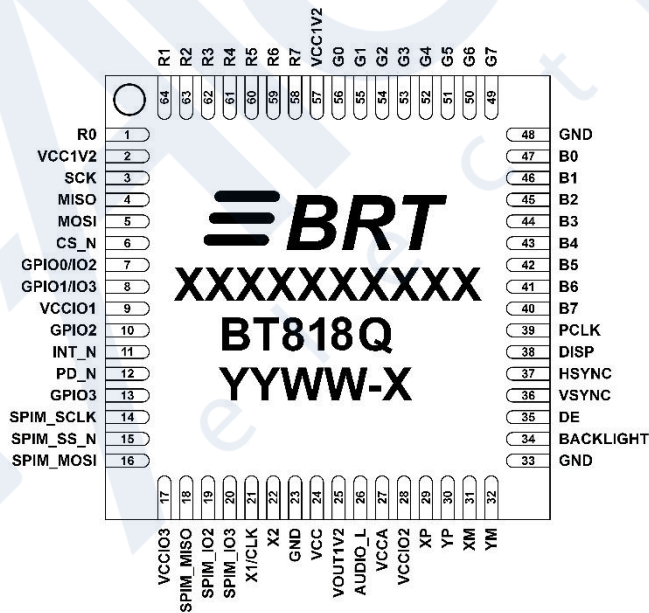 R1 R2 R3 R4 R5 R6 R7 VCC1V2 G0 G1 G2 G3 G4 G5 G6 G7
64 63 62 61 60 59 58 57 56 55 54 53 52 51 50 49
R0 1 48 GND
VCC1V2 2 47 B0
SCK 3 46 B1
MISO 4 45 B2
MOSI 5 44 B3
CS_N 6 43 B4
GPIO0/IO2 7 42 B5
GPIO1/IO3 8 41 B6
VCCIO1 9 40 B7
GPIO2 10 39 PCLK
INT_N 11 38 DISP
PD_N 12 37 HSYNC
GPIO3 13 36 VSYNC
SPIM_SCLK 14 35 DE
SPIM_SS_N 15 34 BACKLIGHT
SPIM_MOSI 16 33 GND
BRT
XXXXXXXXXX
BT818Q
YYWW-X
17 18 19 20 21 22 23 24 25 26 27 28 29 30 31 32
VCCIO3 SPIM_MISO SPIM_IO2 SPIM_IO3 X1/CLK X2 GND VCC VOUT1V2 AUDIO_L VCCA VCCIO2 XP YP XM YM